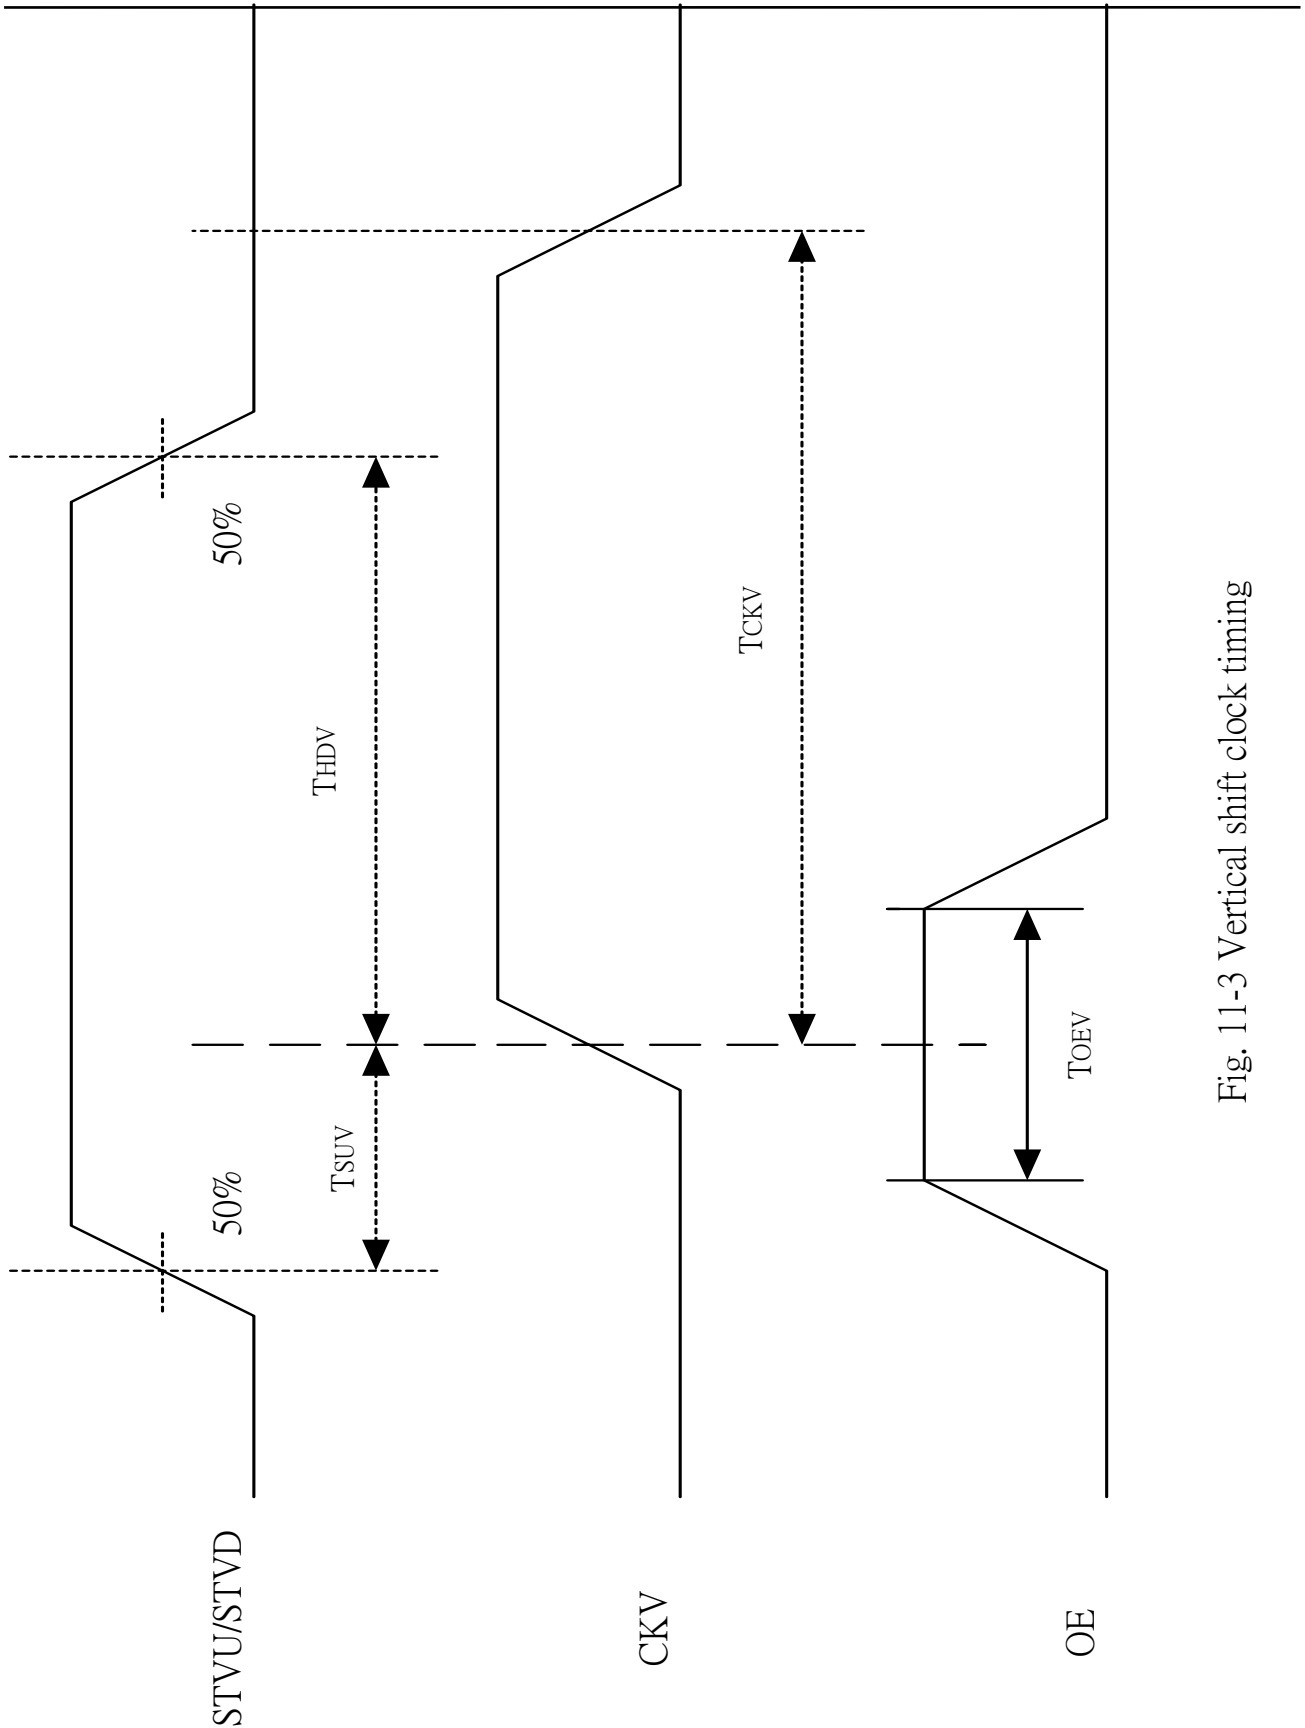 STVU/STVD
50%
50%
TSUV
THDV
CKV
TCKV
OE
TOEV
Fig. 11-3 Vertical shift clock timing